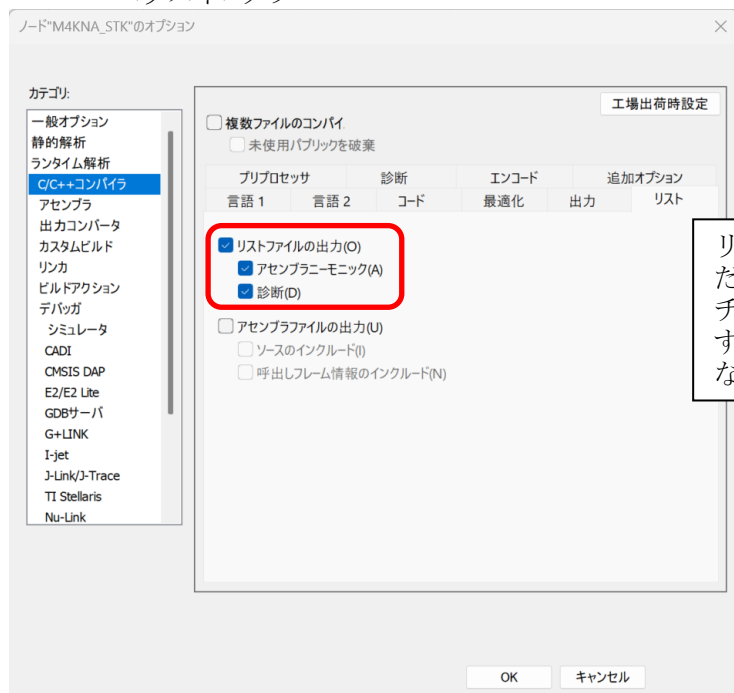 ノード"M4KNA_STK"のオプション
カテゴリ:
一般オプション
静的解析
ランタイム解析
C/C++コンパイラ
アセンブラ
出力コンバータ
カスタムビルド
リンカ
ビルドアクション
デバッガ
シミュレータ
CADI
CMSIS DAP
E2/E2 Lite
GDBサーバ
G+LINK
I-jet
J-Link/J-Trace
TI Stellaris
Nu-Link
工場出荷時設定
複数ファイルのコンパイ
未使用パブリックを破棄
プリプロセッサ 診断 エンコード 追加オプション
言語 1 言語 2 コード 最適化 出力 リスト
リストファイルの出力(O)
アセンブラニーモニック(A)
診断(D)
アセンブラファイルの出力(U)
ソースのインクルード(I)
呼出しフレーム情報のインクルード(N)
リ
だ
チ
す
な
OK キャンセル